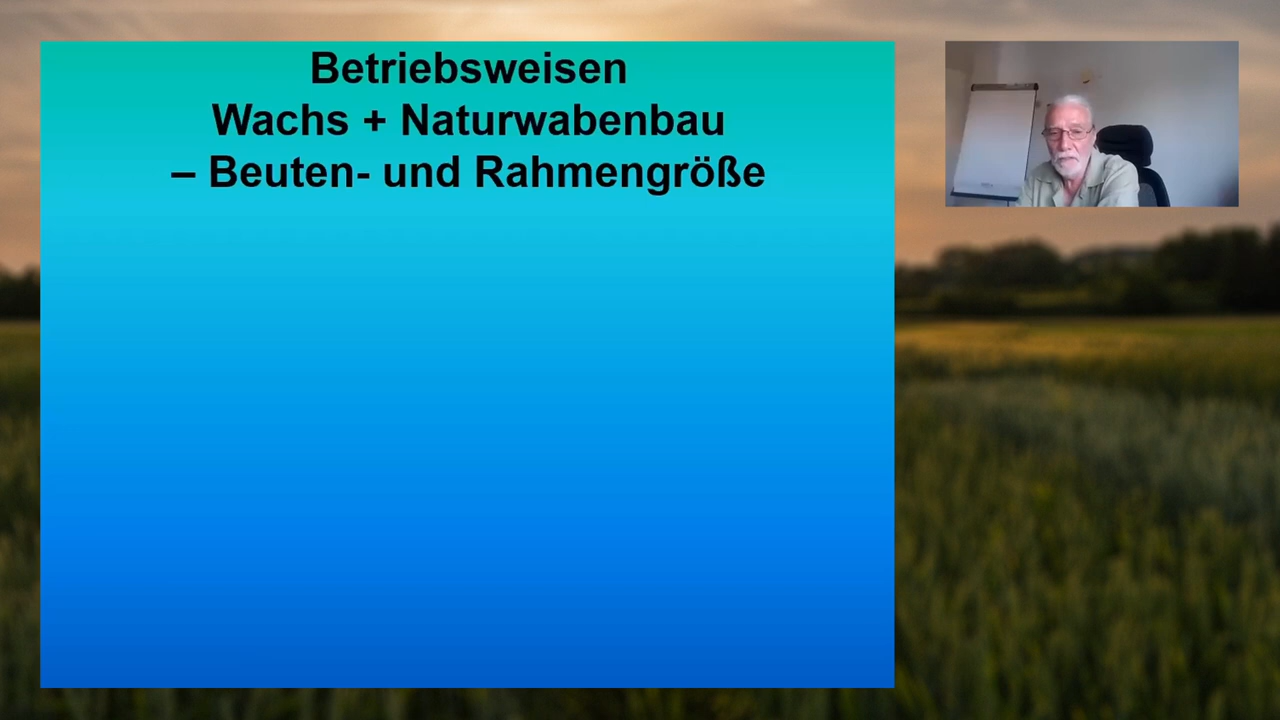 Betriebsweisen
Wachs + Naturwabenbau
– Beuten- und Rahmengröße